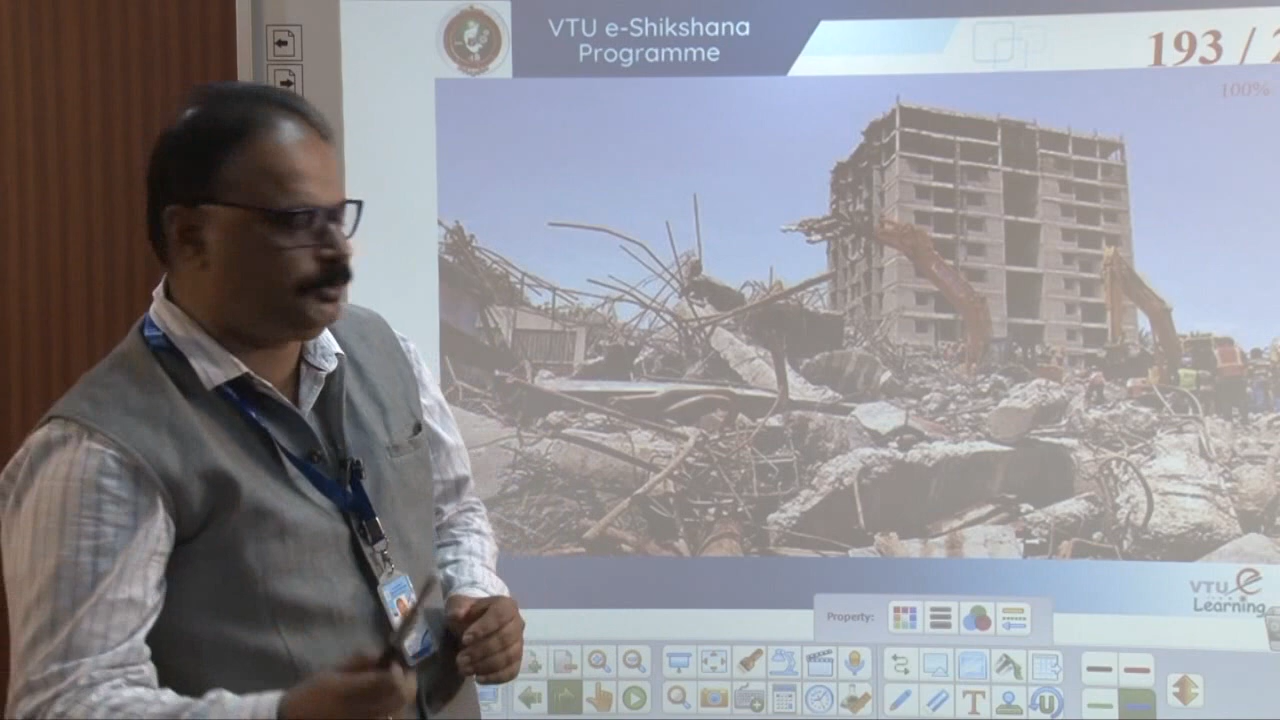 VTU e-Shikshana
Programme
193 / 2
100%
VTU e
Learning
Property:
T